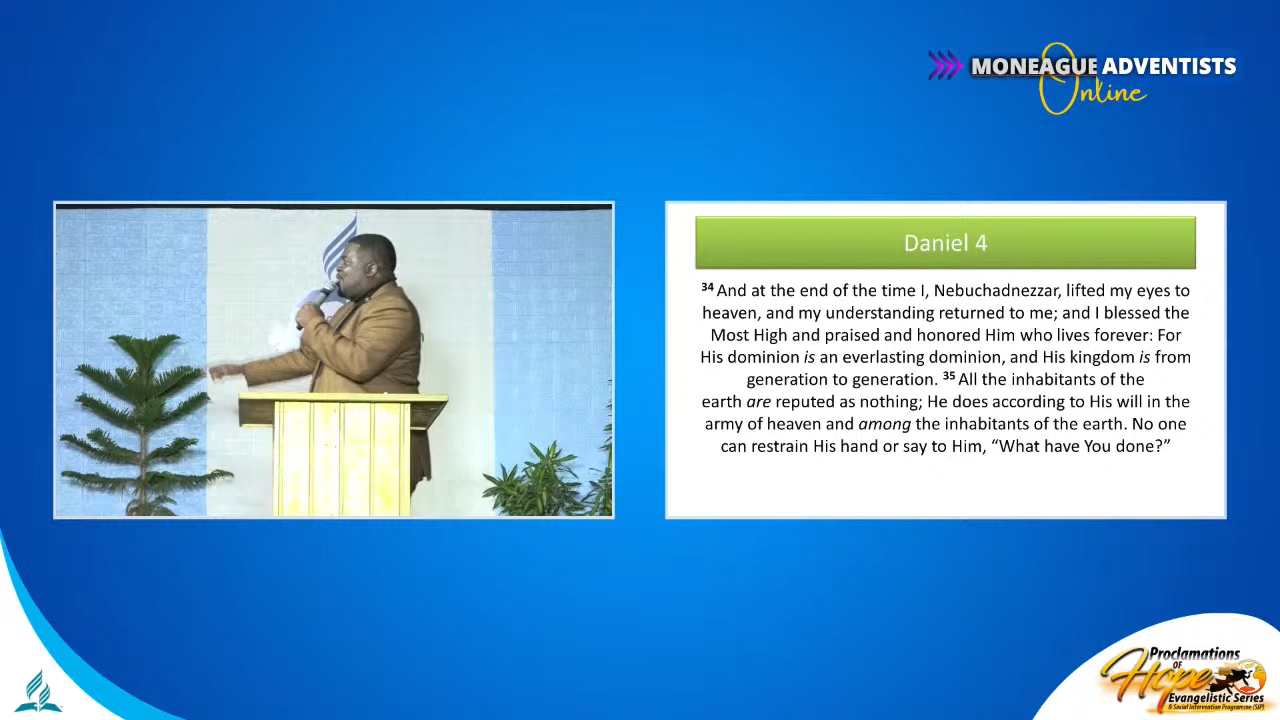 MONEAGUE ADVENTISTS
Online
Daniel 4
34 And at the end of the time I, Nebuchadnezzar, lifted my eyes to
heaven, and my understanding returned to me; and I blessed the
Most High and praised and honored Him who lives forever: For
His dominion is an everlasting dominion, and His kingdom is from
generation to generation. 35 All the inhabitants of the
earth are reputed as nothing; He does according to His will in the
army of heaven and among the inhabitants of the earth. No one
can restrain His hand or say to Him, “What have You done?”
Proclamations
OF
Hope
Evangelistic Series
& Social Intervention Programme (SIP)